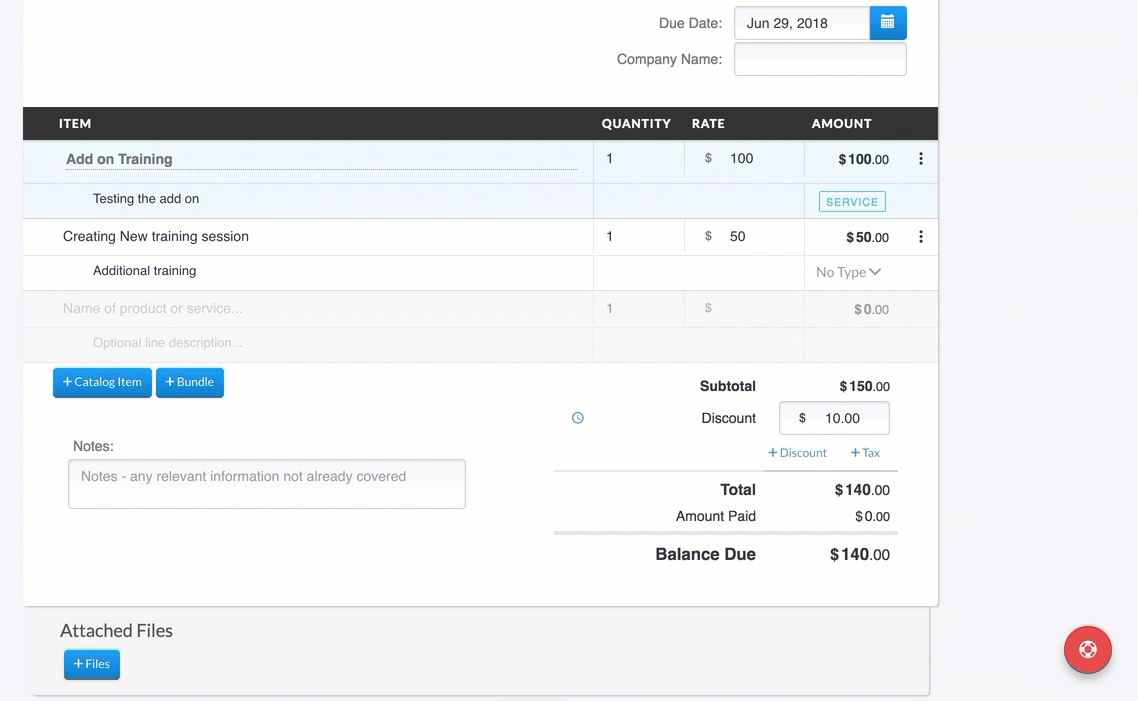 Due Date: Jun 29, 2018
Company Name:
ITEM QUANTITY RATE AMOUNT
Add on Training 1 $ 100 $100.00
Testing the add on SERVICE
Creating New training session 1 $ 50 $50.00
Additional training No Type
Name of product or service... 1 $ $0.00
Optional line description...
+ Catalog Item + Bundle Subtotal $150.00
Discount $ 10.00
+ Discount + Tax
Notes:
Notes - any relevant information not already covered
Total $140.00
Amount Paid $0.00
Balance Due $140.00
Attached Files
+ Files